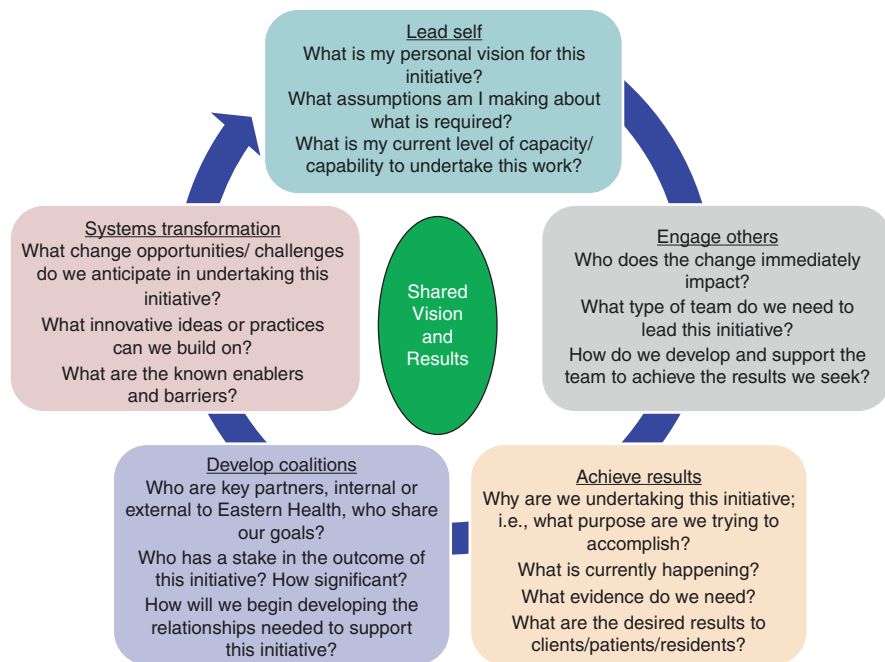 Lead self
What is my personal vision for this
initiative?
What assumptions am I making about
what is required?
What is my current level of capacity/
capability to undertake this work?
Engage others
Who does the change immediately
impact?
What type of team do we need to
lead this initiative?
How do we develop and support the
team to achieve the results we seek?
Achieve results
Why are we undertaking this initiative;
i.e., what purpose are we trying to
accomplish?
What is currently happening?
What evidence do we need?
What are the desired results to
clients/patients/residents?
Develop coalitions
Who are key partners, internal or
external to Eastern Health, who share
our goals?
Who has a stake in the outcome of
this initiative? How significant?
How will we begin developing the
relationships needed to support
this initiative?
Systems transformation
What change opportunities/ challenges
do we anticipate in undertaking this
initiative?
What innovative ideas or practices
can we build on?
What are the known enablers
and barriers?
Shared
Vision
and
Results